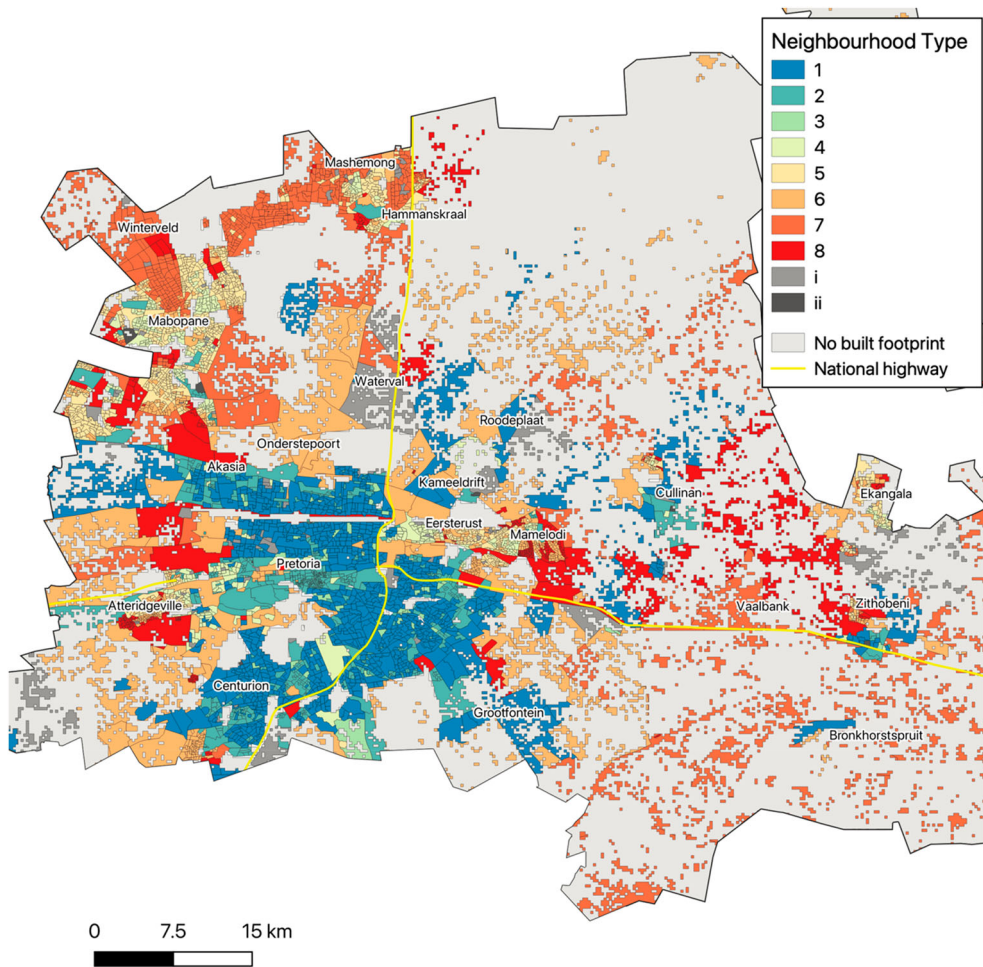 Neighbourhood Type
1
2
3
4
5
6
7
8
i
ii
No built footprint
National highway
Mashemong
Hammanskraal
Winterveld
Mabopane
Waterval
Roodeplaat
Onderstepoort
Akasia
Kameeldrift
Cullinan
Ekangala
Eersterust
Mamelodi
Pretoria
Atteridgeville
Vaalbank
Zithobeni
Centurion
Grootfontein
Bronkhorstspruit
0 7.5 15 km